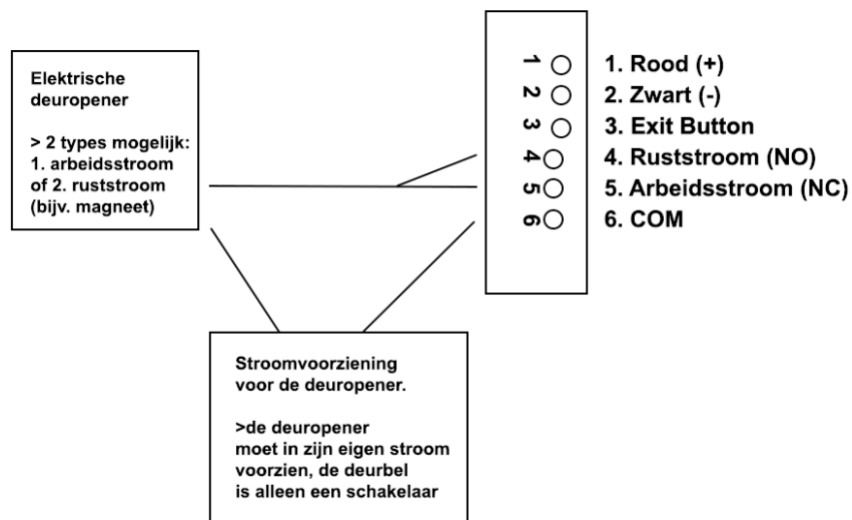 Elektrische
deuropener
> 2 types mogelijk:
1. arbeidsstroom
of 2. ruststroom
(bijv. magneet)
1
2
3
4
5
6
1. Rood (+)
2. Zwart (-)
3. Exit Button
4. Ruststroom (NO)
5. Arbeidsstroom (NC)
6. COM
Stroomvoorziening
voor de deuropener.
>de deuropener
moet in zijn eigen stroom
voorzien, de deurbel
is alleen een schakelaar